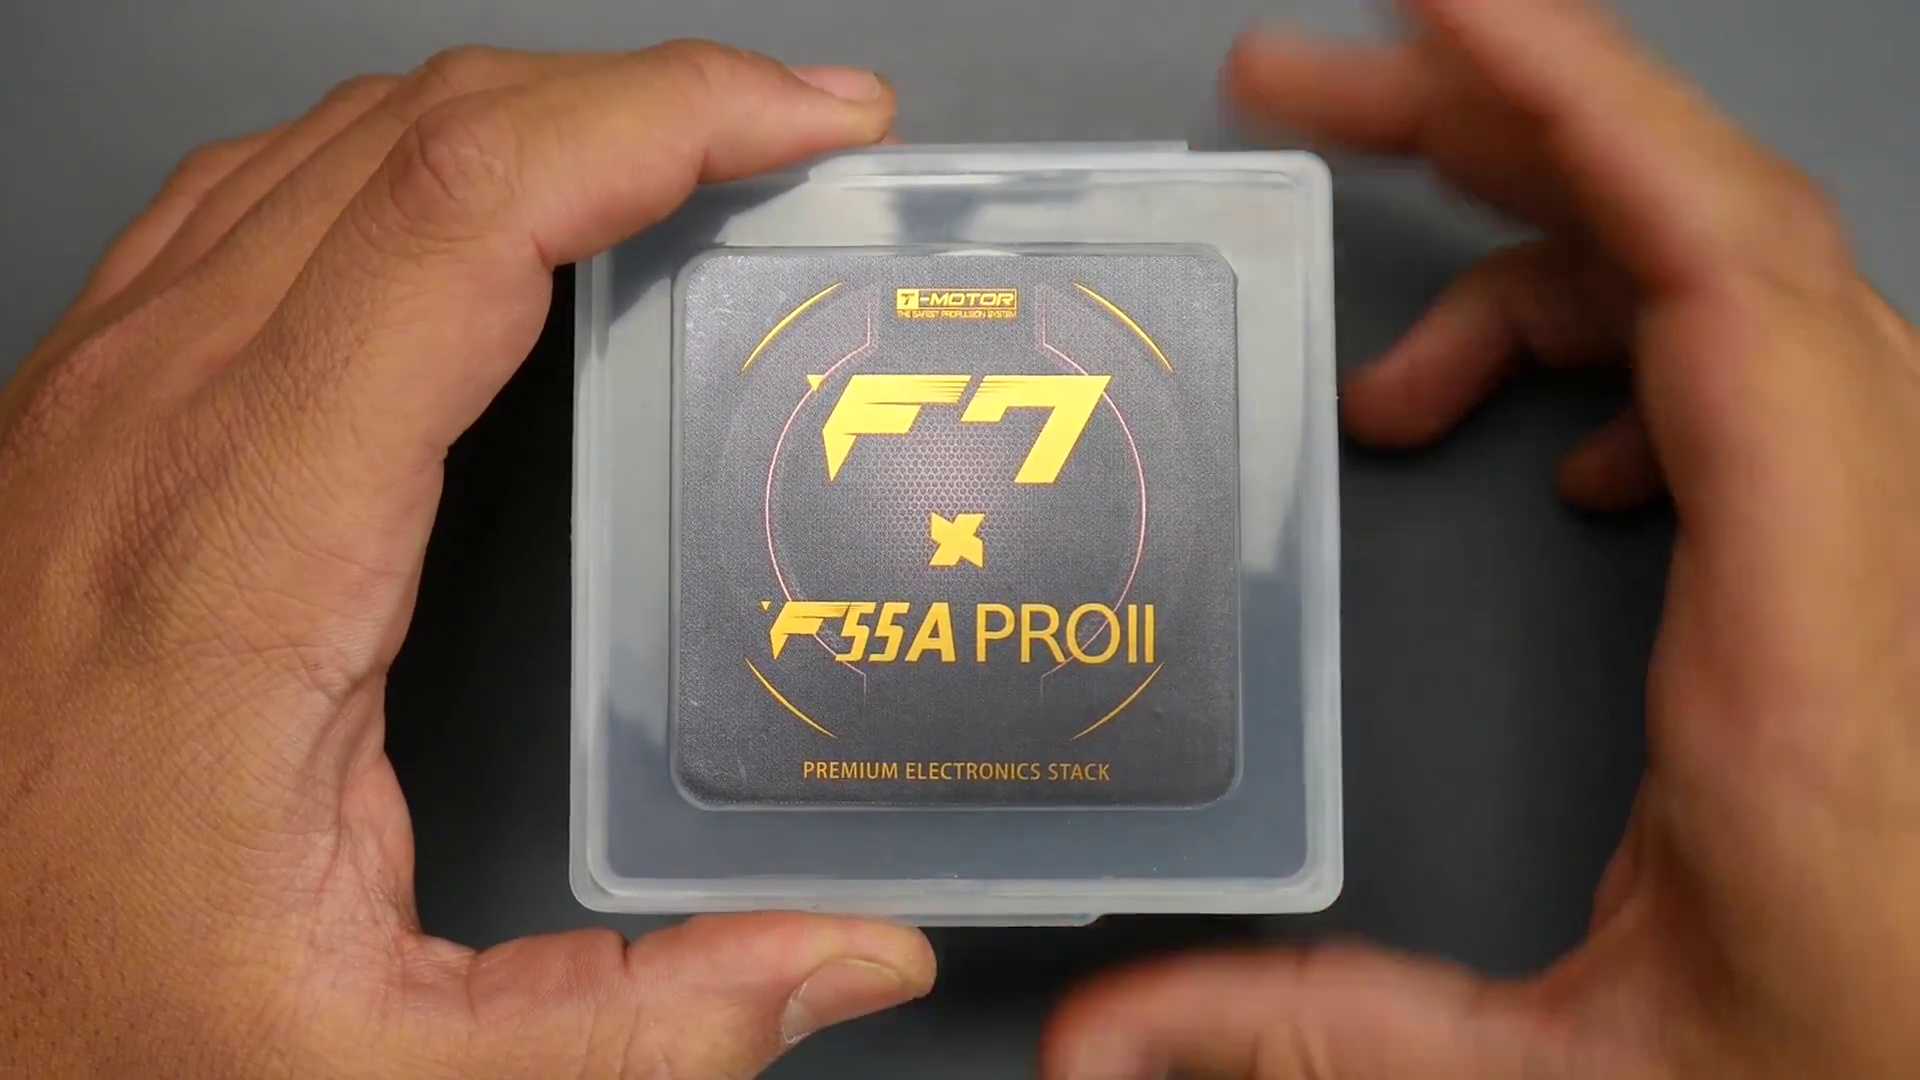 T-MOTOR
THE SAFEST PROPULSION SYSTEM
F7
X
F55A PROII
PREMIUM ELECTRONICS STACK